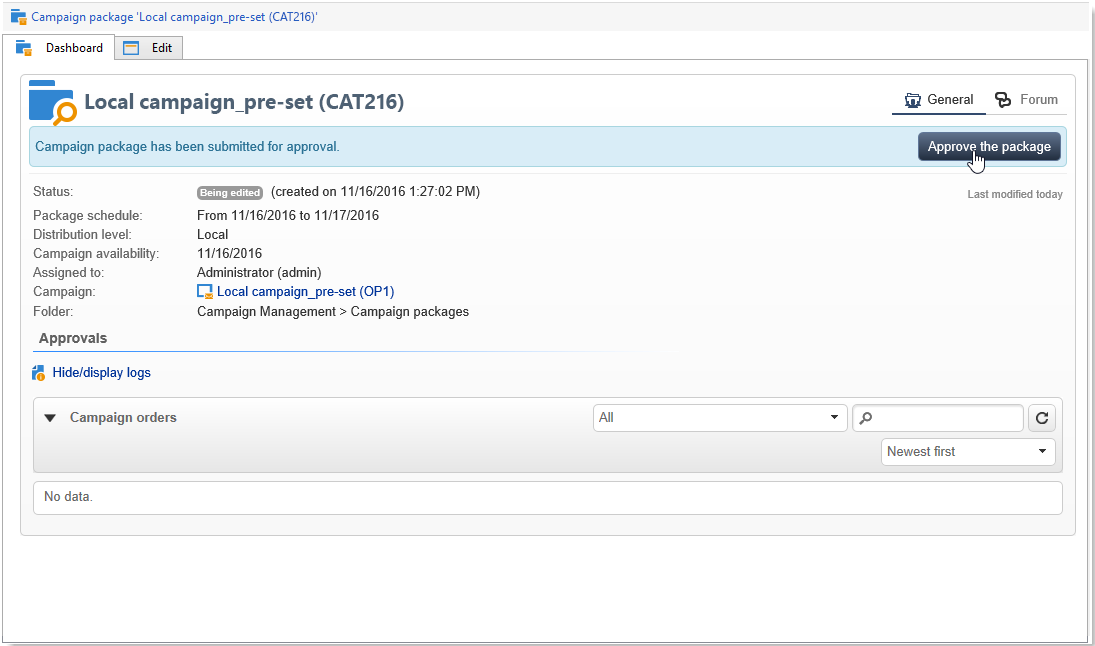 Campaign package 'Local campaign_pre-set (CAT216)'
Dashboard Edit
Local campaign_pre-set (CAT216) General Forum
Campaign package has been submitted for approval. Approve the package
Status: Being edited (created on 11/16/2016 1:27:02 PM) Last modified today
Package schedule: From 11/16/2016 to 11/17/2016
Distribution level: Local
Campaign availability: 11/16/2016
Assigned to: Administrator (admin)
Campaign: Local campaign_pre-set (OP1)
Folder: Campaign Management > Campaign packages
Approvals
Hide/display logs
Campaign orders All
Newest first
No data.